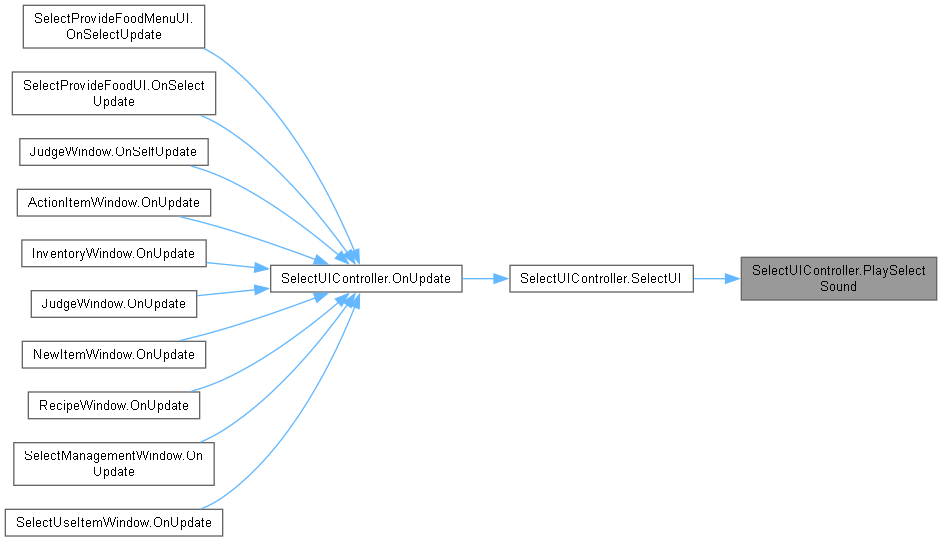 SelectProvideFoodMenuUI.
OnSelectUpdate
SelectProvideFoodUI.OnSelect
Update
JudgeWindow.OnSelfUpdate
ActionItemWindow.OnUpdate
InventoryWindow.OnUpdate
JudgeWindow.OnUpdate
NewItemWindow.OnUpdate
RecipeWindow.OnUpdate
SelectManagementWindow.On
Update
SelectUseItemWindow.OnUpdate
SelectUIController.OnUpdate
SelectUIController.SelectUI
SelectUIController.PlaySelect
Sound